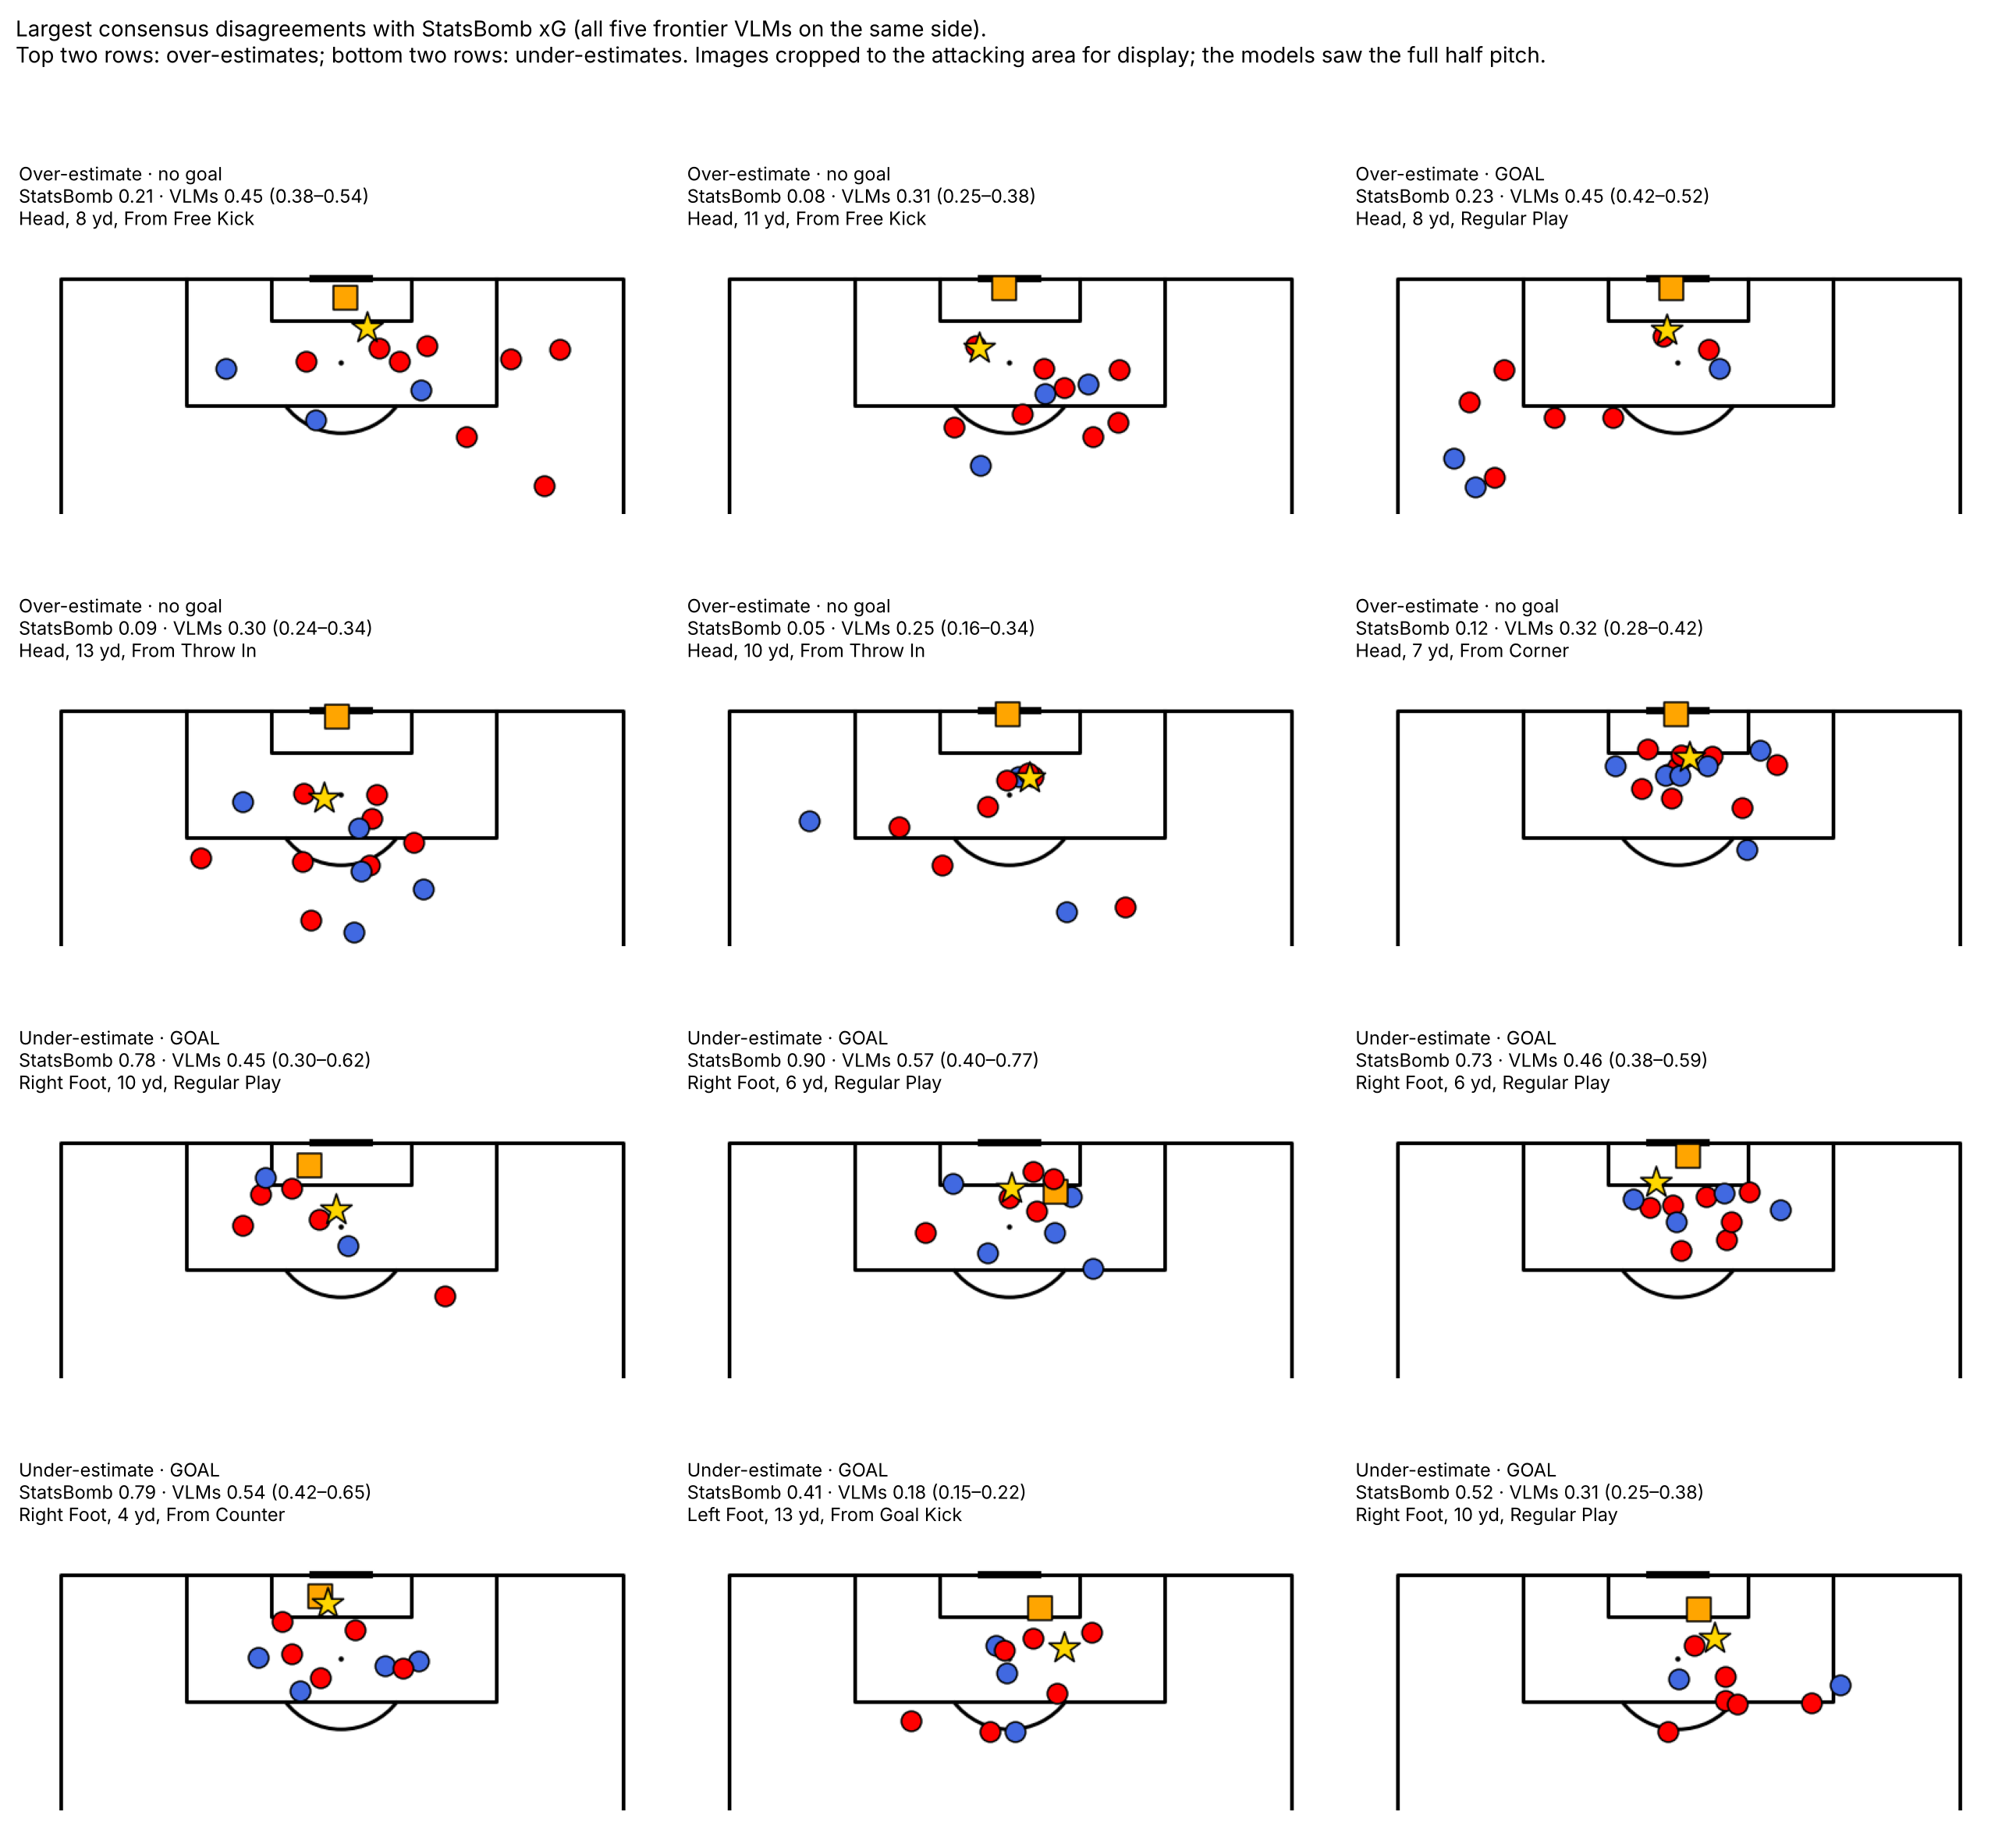 Largest consensus disagreements with StatsBomb xG (all five frontier VLMs on the same side).
Top two rows: over-estimates; bottom two rows: under-estimates. Images cropped to the attacking area for display; the models saw the full half pitch.
Over-estimate · no goal
StatsBomb 0.21 · VLMs 0.45 (0.38–0.54)
Head, 8 yd, From Free Kick
Over-estimate · no goal
StatsBomb 0.08 · VLMs 0.31 (0.25–0.38)
Head, 11 yd, From Free Kick
Over-estimate · GOAL
StatsBomb 0.23 · VLMs 0.45 (0.42–0.52)
Head, 8 yd, Regular Play
Over-estimate · no goal
StatsBomb 0.09 · VLMs 0.30 (0.24–0.34)
Head, 13 yd, From Throw In
Over-estimate · no goal
StatsBomb 0.05 · VLMs 0.25 (0.16–0.34)
Head, 10 yd, From Throw In
Over-estimate · no goal
StatsBomb 0.12 · VLMs 0.32 (0.28–0.42)
Head, 7 yd, From Corner
Under-estimate · GOAL
StatsBomb 0.78 · VLMs 0.45 (0.30–0.62)
Right Foot, 10 yd, Regular Play
Under-estimate · GOAL
StatsBomb 0.90 · VLMs 0.57 (0.40–0.77)
Right Foot, 6 yd, Regular Play
Under-estimate · GOAL
StatsBomb 0.73 · VLMs 0.46 (0.38–0.59)
Right Foot, 6 yd, Regular Play
Under-estimate · GOAL
StatsBomb 0.79 · VLMs 0.54 (0.42–0.65)
Right Foot, 4 yd, From Counter
Under-estimate · GOAL
StatsBomb 0.41 · VLMs 0.18 (0.15–0.22)
Left Foot, 13 yd, From Goal Kick
Under-estimate · GOAL
StatsBomb 0.52 · VLMs 0.31 (0.25–0.38)
Right Foot, 10 yd, Regular Play